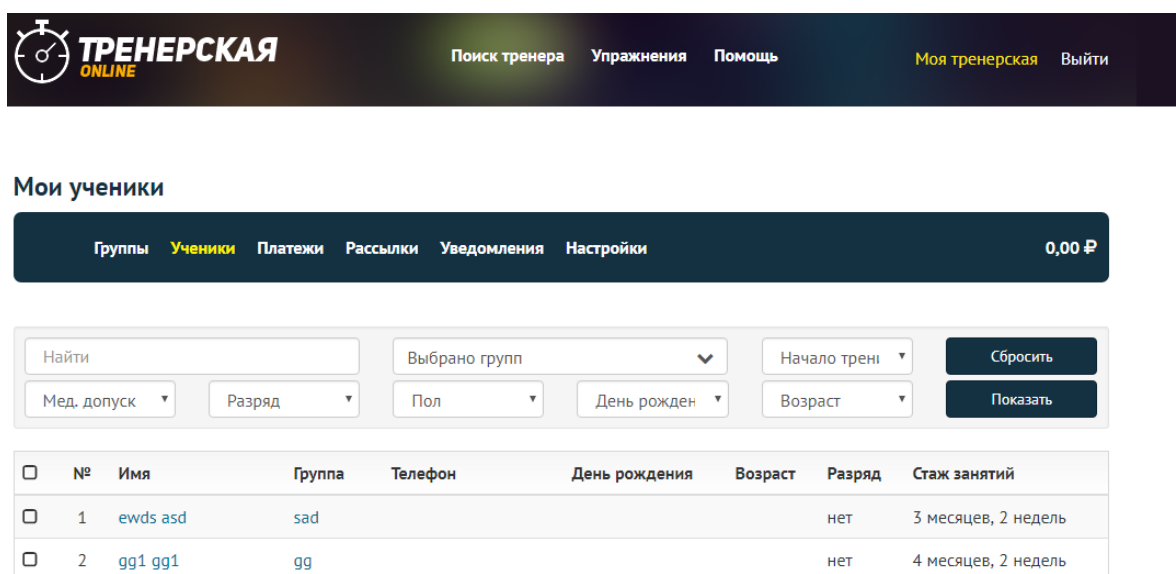 ТРЕНЕРСКАЯ
ONLINE
Поиск тренера Упражнения Помощь Моя тренерская Выйти
Мои ученики
Группы Ученики Платежи Рассылки Уведомления Настройки 0,00 ₽
Найти Выбрано групп Начало трени Сбросить
Мед. допуск Разряд Пол День рожден Возраст Показать
№ Имя Группа Телефон День рождения Возраст Разряд Стаж занятий
1 ewds asd sad нет 3 месяцев, 2 недель
2 gg1 gg1 gg нет 4 месяцев, 2 недель